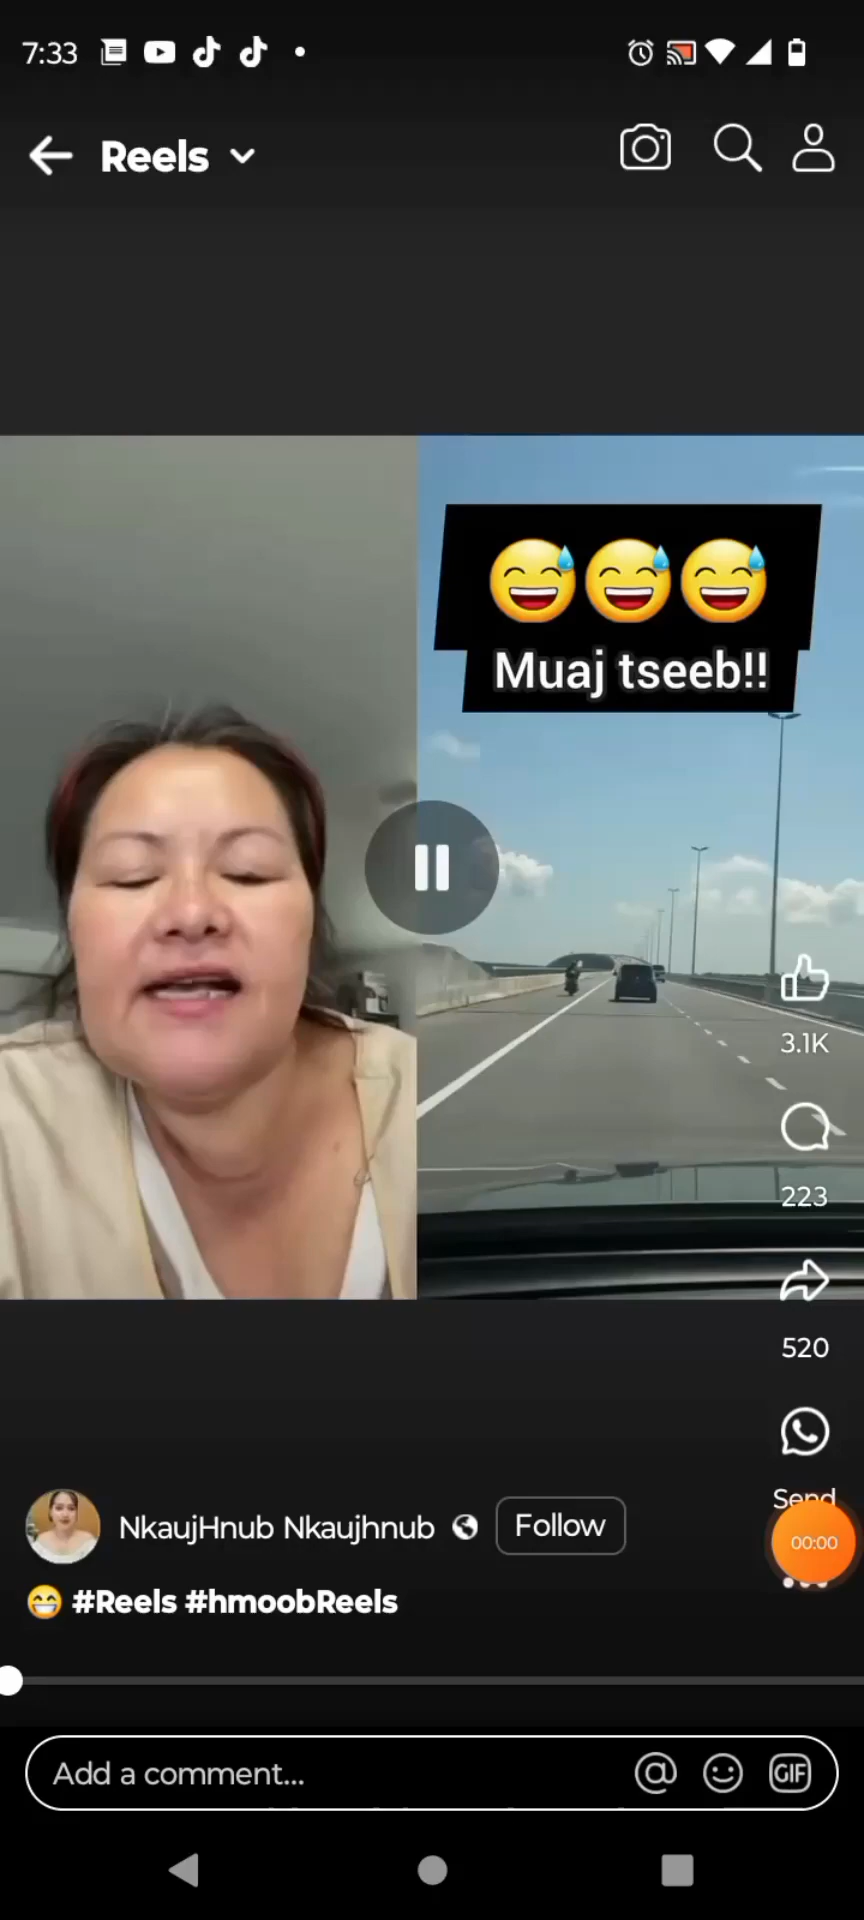 7:33
Reels
😅😅😅
Muaj tseeb!!
3.1K
223
520
Send
NkaujHnub Nkaujhnub
Follow
00:00
😁 #Reels #hmoobReels
Add a comment...
GIF